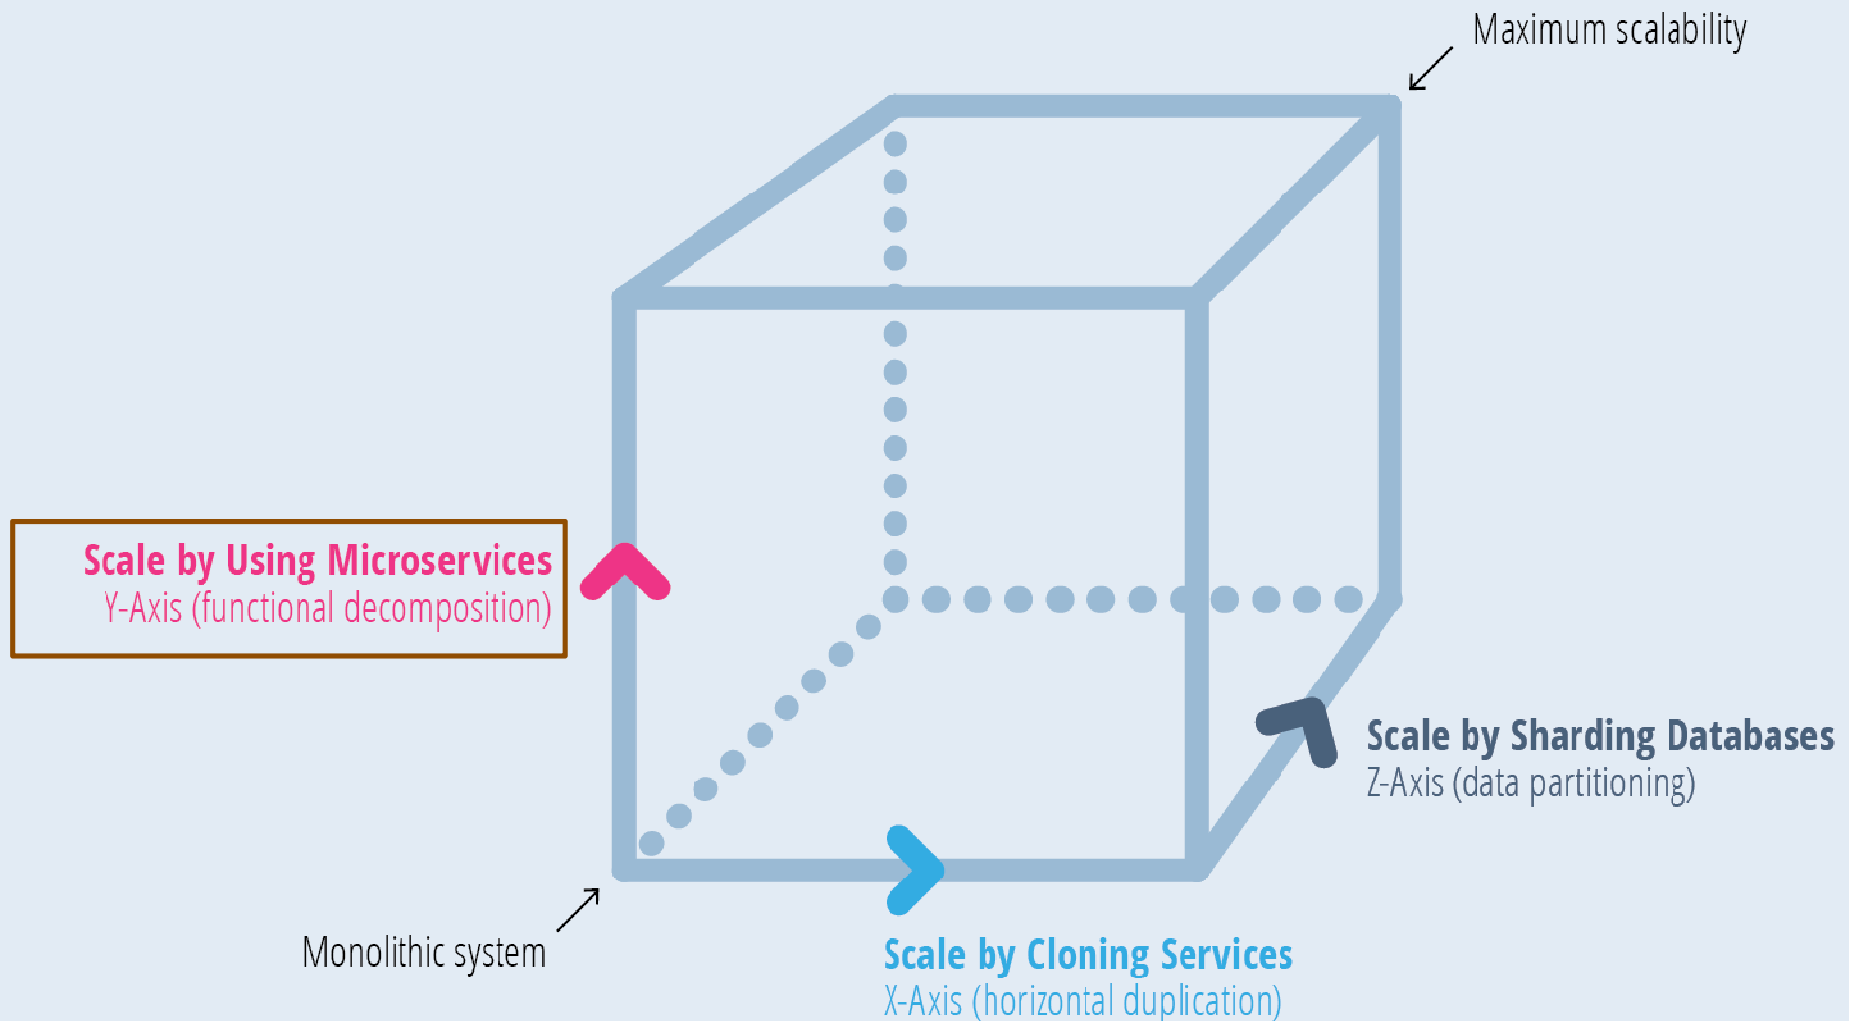 Maximum scalability
Scale by Using Microservices
Y-Axis (functional decomposition)
Scale by Sharding Databases
Z-Axis (data partitioning)
Monolithic system
Scale by Cloning Services
X-Axis (horizontal duplication)